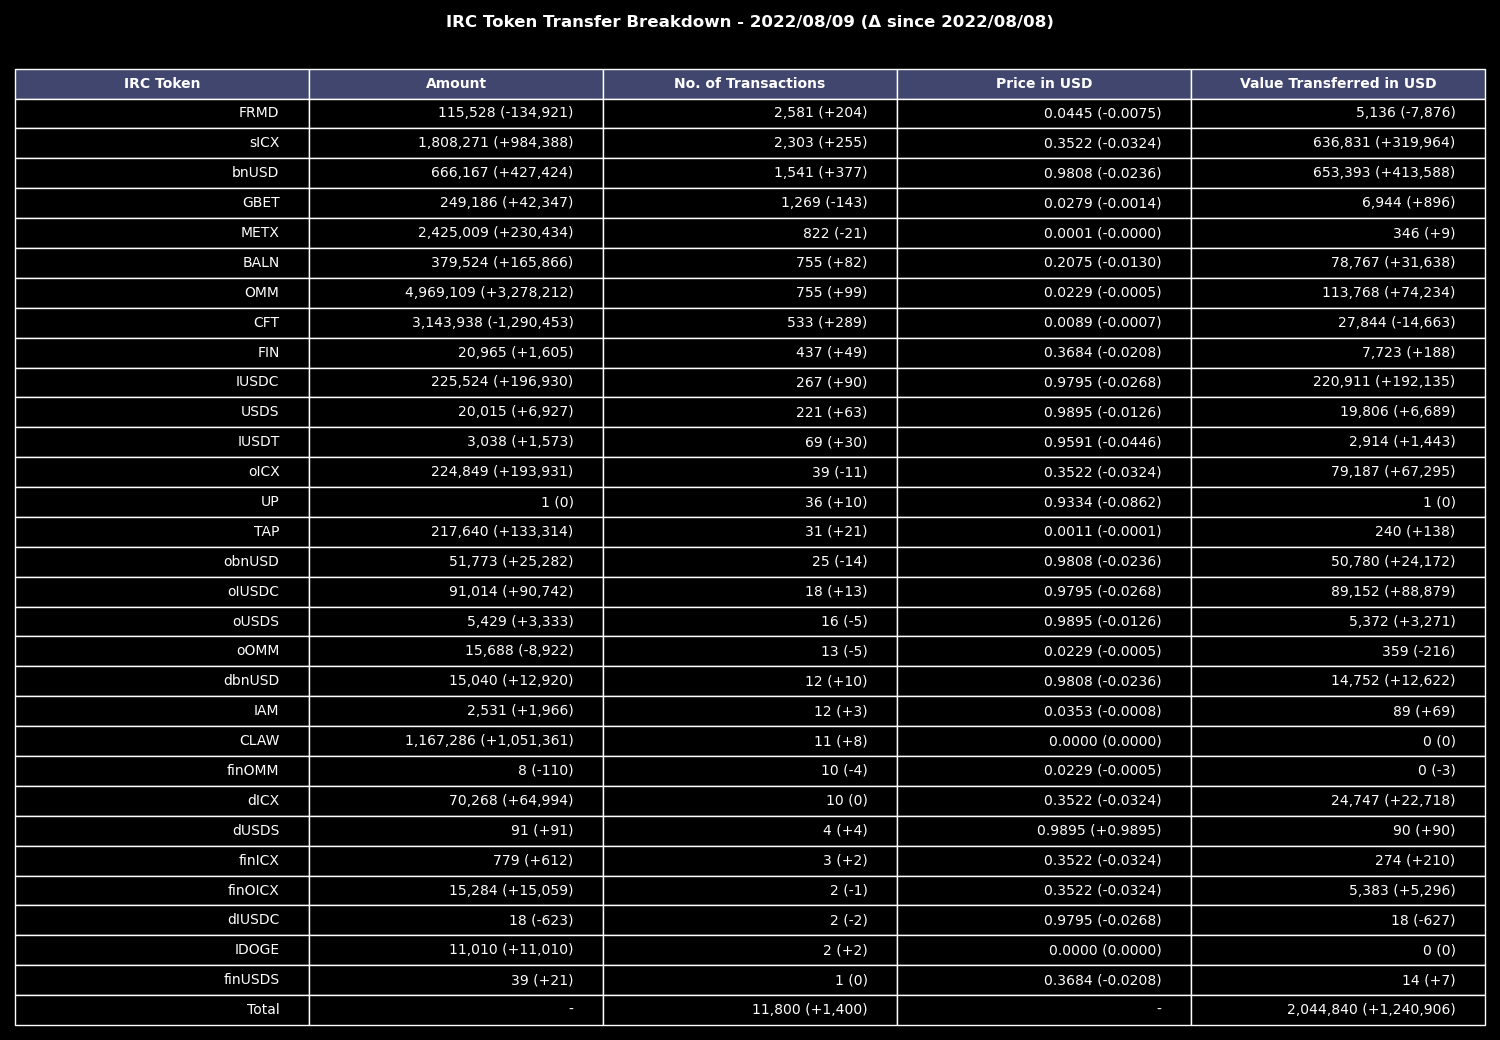 IRC Token Transfer Breakdown - 2022/08/09 (Δ since 2022/08/08)
IRC Token Amount No. of Transactions Price in USD Value Transferred in USD
FRMD 115,528 (-134,921) 2,581 (+204) 0.0445 (-0.0075) 5,136 (-7,876)
sICX 1,808,271 (+984,388) 2,303 (+255) 0.3522 (-0.0324) 636,831 (+319,964)
bnUSD 666,167 (+427,424) 1,541 (+377) 0.9808 (-0.0236) 653,393 (+413,588)
GBET 249,186 (+42,347) 1,269 (-143) 0.0279 (-0.0014) 6,944 (+896)
METX 2,425,009 (+230,434) 822 (-21) 0.0001 (-0.0000) 346 (+9)
BALN 379,524 (+165,866) 755 (+82) 0.2075 (-0.0130) 78,767 (+31,638)
OMM 4,969,109 (+3,278,212) 755 (+99) 0.0229 (-0.0005) 113,768 (+74,234)
CFT 3,143,938 (-1,290,453) 533 (+289) 0.0089 (-0.0007) 27,844 (-14,663)
FIN 20,965 (+1,605) 437 (+49) 0.3684 (-0.0208) 7,723 (+188)
IUSDC 225,524 (+196,930) 267 (+90) 0.9795 (-0.0268) 220,911 (+192,135)
USDS 20,015 (+6,927) 221 (+63) 0.9895 (-0.0126) 19,806 (+6,689)
IUSDT 3,038 (+1,573) 69 (+30) 0.9591 (-0.0446) 2,914 (+1,443)
oICX 224,849 (+193,931) 39 (-11) 0.3522 (-0.0324) 79,187 (+67,295)
UP 1 (0) 36 (+10) 0.9334 (-0.0862) 1 (0)
TAP 217,640 (+133,314) 31 (+21) 0.0011 (-0.0001) 240 (+138)
obnUSD 51,773 (+25,282) 25 (-14) 0.9808 (-0.0236) 50,780 (+24,172)
oIUSDC 91,014 (+90,742) 18 (+13) 0.9795 (-0.0268) 89,152 (+88,879)
oUSDS 5,429 (+3,333) 16 (-5) 0.9895 (-0.0126) 5,372 (+3,271)
oOMM 15,688 (-8,922) 13 (-5) 0.0229 (-0.0005) 359 (-216)
dbnUSD 15,040 (+12,920) 12 (+10) 0.9808 (-0.0236) 14,752 (+12,622)
IAM 2,531 (+1,966) 12 (+3) 0.0353 (-0.0008) 89 (+69)
CLAW 1,167,286 (+1,051,361) 11 (+8) 0.0000 (0.0000) 0 (0)
finOMM 8 (-110) 10 (-4) 0.0229 (-0.0005) 0 (-3)
dICX 70,268 (+64,994) 10 (0) 0.3522 (-0.0324) 24,747 (+22,718)
dUSDS 91 (+91) 4 (+4) 0.9895 (+0.9895) 90 (+90)
finICX 779 (+612) 3 (+2) 0.3522 (-0.0324) 274 (+210)
finOICX 15,284 (+15,059) 2 (-1) 0.3522 (-0.0324) 5,383 (+5,296)
dIUSDC 18 (-623) 2 (-2) 0.9795 (-0.0268) 18 (-627)
IDOGE 11,010 (+11,010) 2 (+2) 0.0000 (0.0000) 0 (0)
finUSDS 39 (+21) 1 (0) 0.3684 (-0.0208) 14 (+7)
Total - 11,800 (+1,400) - 2,044,840 (+1,240,906)